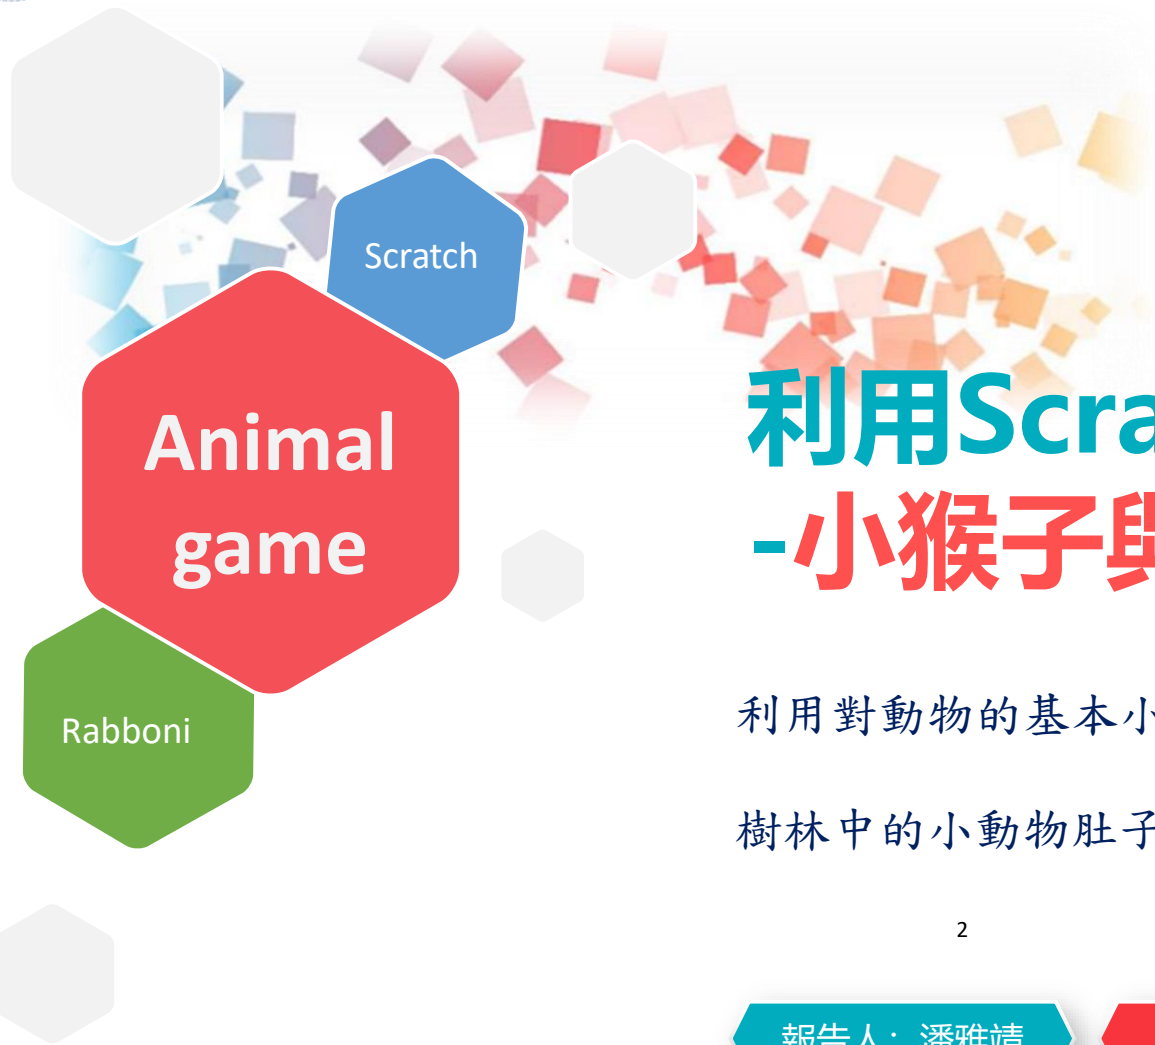 Scratch
Animal
game
Rabboni
利用Scra
-小猴子與
利用對動物的基本小
樹林中的小動物肚子
2
報告人：潘雅靖